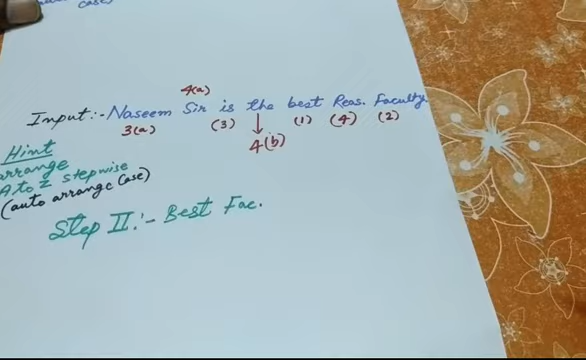 case)
4(a)
Input:- Naseem Sir is the best Reas. Faculty
3(a) (3) (1) (4) (2)
4(b)
Hint
arrange
A to Z stepwise
(auto arrange case)
Step II:- Best Fac.